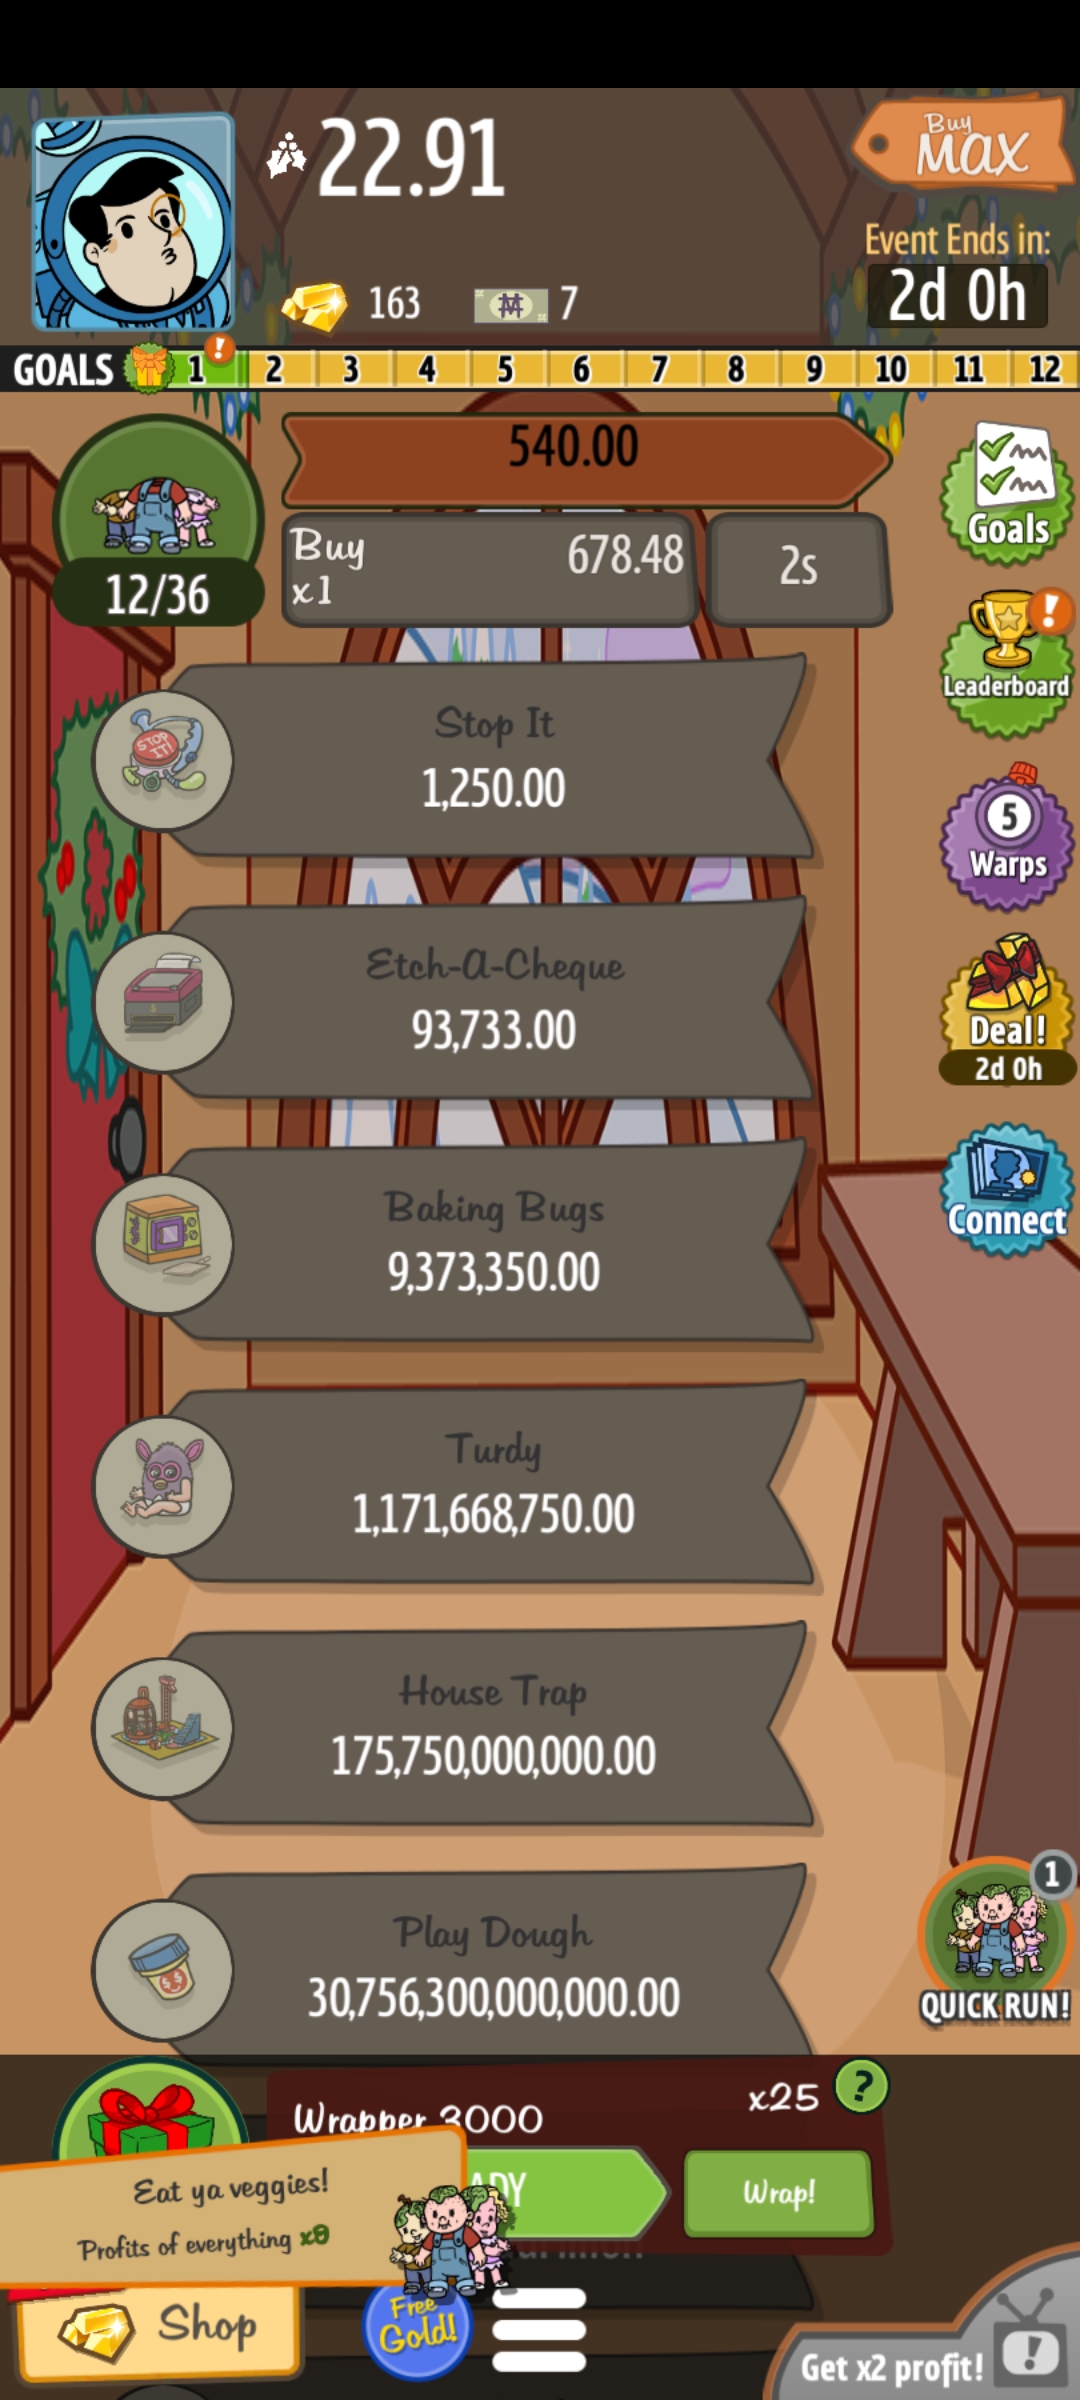 22.91
Buy
MAX
Event Ends in:
2d 0h
163
7
GOALS 1 ! 2 3 4 5 6 7 8 9 10 11 12
540.00
12/36
Buy
x1
678.48
2s
Goals
!
Leaderboard
Stop It
1,250.00
STOP
IT!
5
Warps
Etch-A-Cheque
93,733.00
Deal!
2d 0h
Baking Bugs
9,373,350.00
Connect
Turdy
1,171,668,750.00
House Trap
175,750,000,000.00
Play Dough
30,756,300,000,000.00
1
QUICK RUN!
Wrapper 3000
x25
?
Wrap!
Eat ya veggies!
Profits of everything x9
Shop
Free
Gold!
Get x2 profit!
!